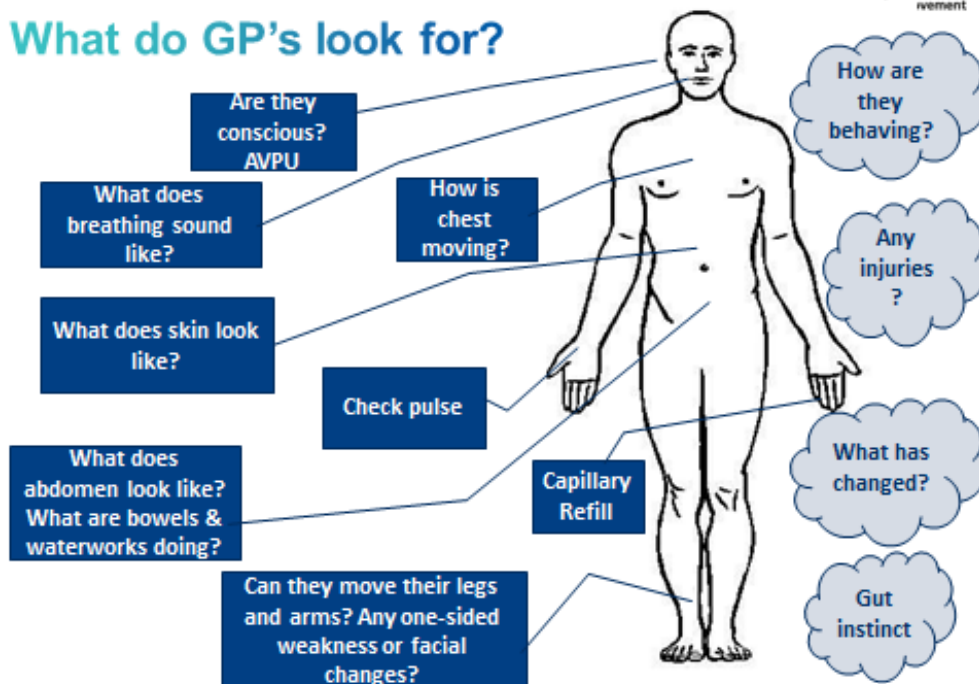 vement
What do GP's look for?
Are they
conscious?
AVPU
How are
they
behaving?
What does
breathing sound
like?
How is
chest
moving?
Any
injuries
?
What does skin look
like?
Check pulse
What does
abdomen look like?
What are bowels &
waterworks doing?
Capillary
Refill
What has
changed?
Can they move their legs
and arms? Any one-sided
weakness or facial
changes?
Gut
instinct